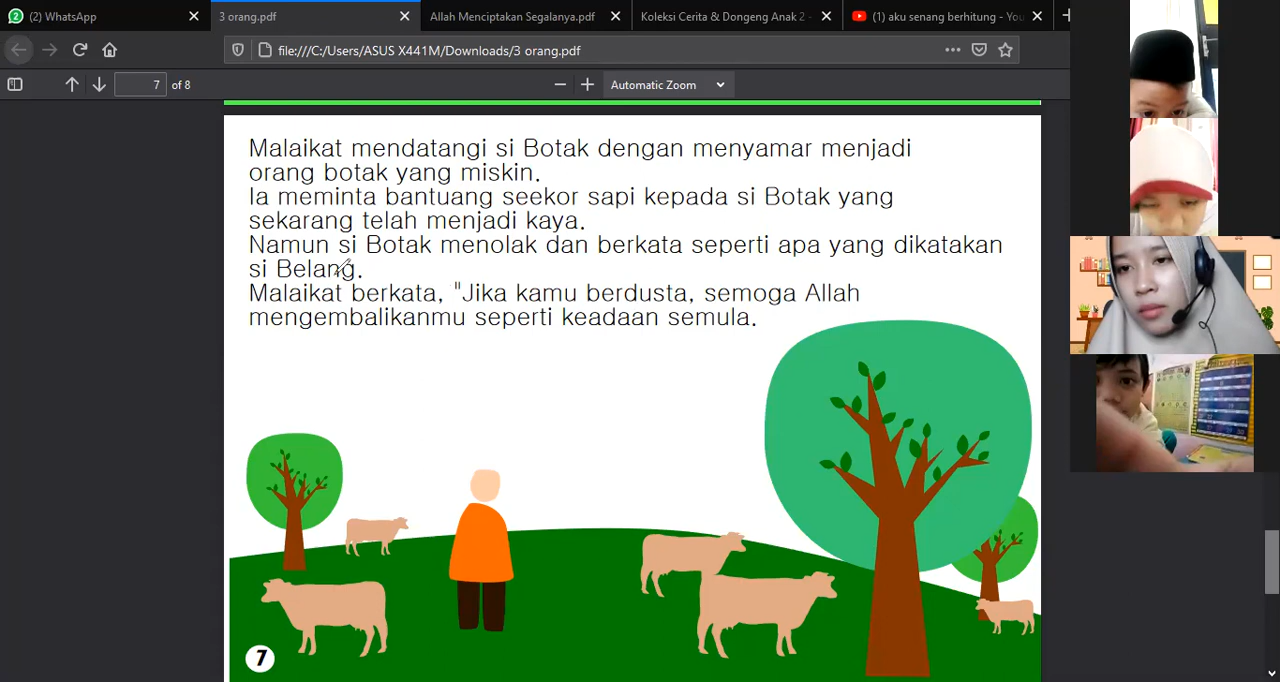 (2) WhatsApp
3 orang.pdf
Allah Menciptakan Segalanya.pdf
Koleksi Cerita & Dongeng Anak 2 -
(1) aku senang berhitung - You
file:///C:/Users/ASUS X441M/Downloads/3 orang.pdf
7 of 8
Automatic Zoom
Malaikat mendatangi si Botak dengan menyamar menjadi
orang botak yang miskin.
Ia meminta bantuang seekor sapi kepada si Botak yang
sekarang telah menjadi kaya.
Namun si Botak menolak dan berkata seperti apa yang dikatakan
si Belang.
Malaikat berkata, "Jika kamu berdusta, semoga Allah
mengembalikanmu seperti keadaan semula.
7